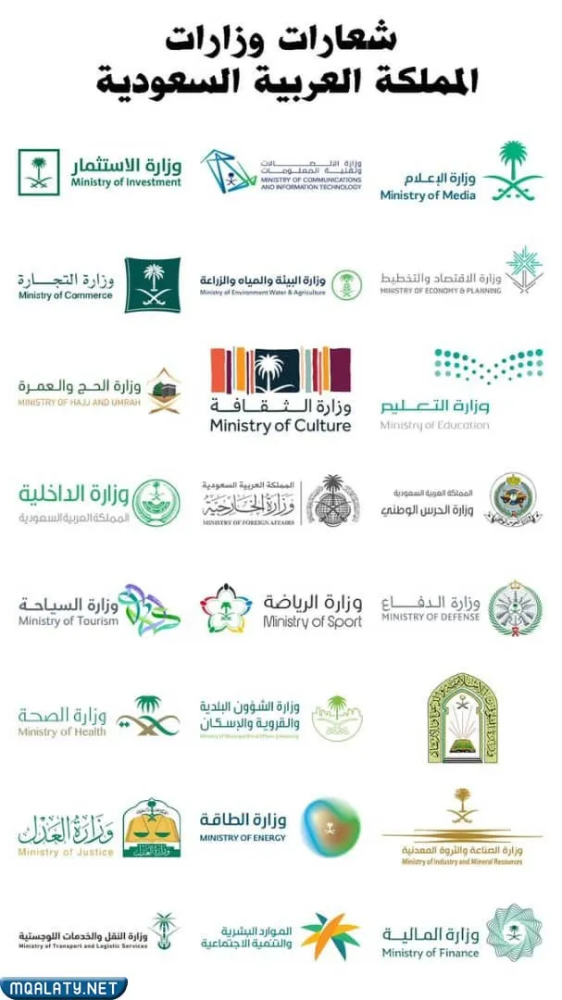 شعارات وزارات
المملكة العربية السعودية
وزارة الإعلام
Ministry of Media
وزارة الاتصالات
وتقنية المعلومات
MINISTRY OF COMMUNICATIONS
AND INFORMATION TECHNOLOGY
وزارة الاستثمار
Ministry of Investment
وزارة الاقتصاد والتخطيط
MINISTRY OF ECONOMY & PLANNING
وزارة البيئة والمياه والزراعة
Ministry of Environment Water & Agriculture
وزارة التجارة
Ministry of Commerce
وزارة التعليم
Ministry of Education
وزارة الثقافة
Ministry of Culture
وزارة الحج والعمرة
MINISTRY OF HAJJ AND UMRAH
المملكة العربية السعودية
وزارة الحرس الوطني
المملكة العربية السعودية
وزارة الخارجية
MINISTRY OF FOREIGN AFFAIRS
وزارة الداخلية
المملكة العربية السعودية
وزارة الدفاع
MINISTRY OF DEFENSE
وزارة الرياضة
Ministry of Sport
وزارة السياحة
Ministry of Tourism
وزارة الشؤون البلدية
والقروية والإسكان
وزارة الصحة
Ministry of Health
وزارة الصناعة والثروة المعدنية
Ministry of Industry and Mineral Resources
وزارة الطاقة
MINISTRY OF ENERGY
وزارة العدل
Ministry of Justice
وزارة المالية
Ministry of Finance
الموارد البشرية
والتنمية الاجتماعية
وزارة النقل والخدمات اللوجستية
Ministry of Transport and Logistic Services
MQALATY.NET